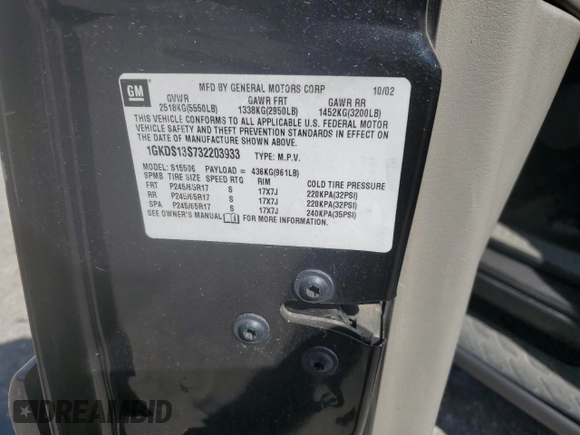 GM
MFD BY GENERAL MOTORS CORP 10/02
GVWR GAWR FRT GAWR RR
2518KG(5550LB) 1338KG(2950LB) 1452KG(3200LB)
THIS VEHICLE CONFORMS TO ALL APPLICABLE U.S. FEDERAL MOTOR
VEHICLE SAFETY AND THEFT PREVENTION STANDARDS IN EFFECT ON
THE DATE OF MANUFACTURE SHOWN ABOVE.
1GKDS13S732203933 TYPE: M.P.V.
MODEL: S15506 PAYLOAD = 436KG(961LB)
SPMB TIRE SIZE SPEED RTG RIM COLD TIRE PRESSURE
FRT P245/65R17 S 17X7J 220KPA(32PSI)
RR P245/65R17 S 17X7J 220KPA(32PSI)
SPA P245/65R17 S 17X7J 240KPA(35PSI)
SEE OWNER'S MANUAL FOR MORE INFORMATION.
DREAMBID